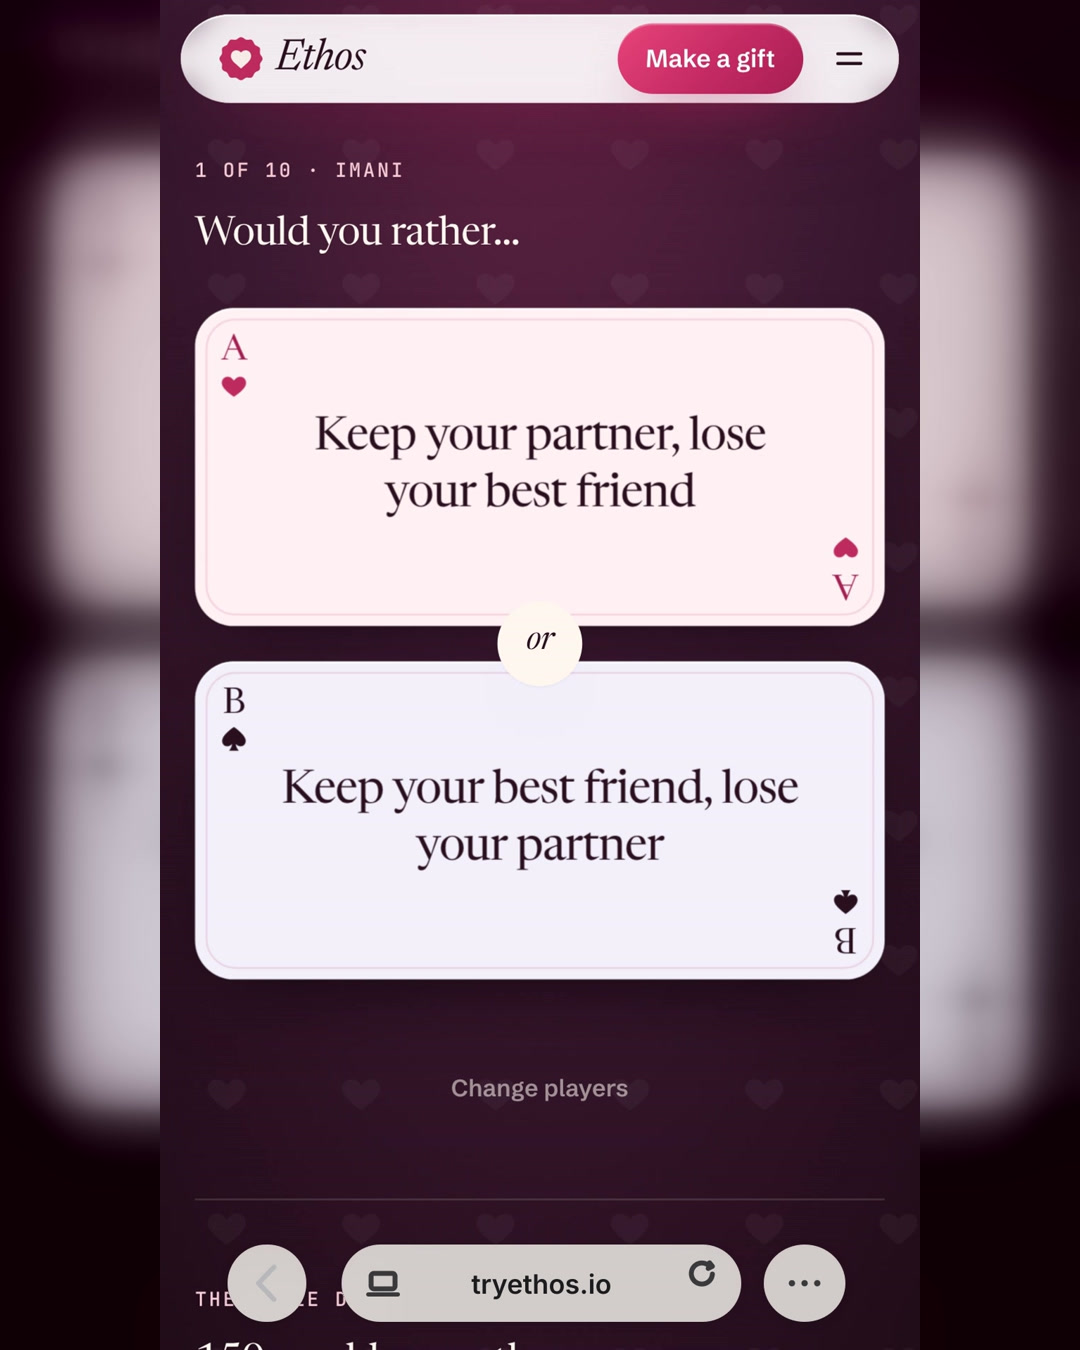 Ethos
Make a gift
1 OF 10 · IMANI
Would you rather...
A
Keep your partner, lose
your best friend
A
or
B
Keep your best friend, lose
your partner
B
Change players
tryethos.io